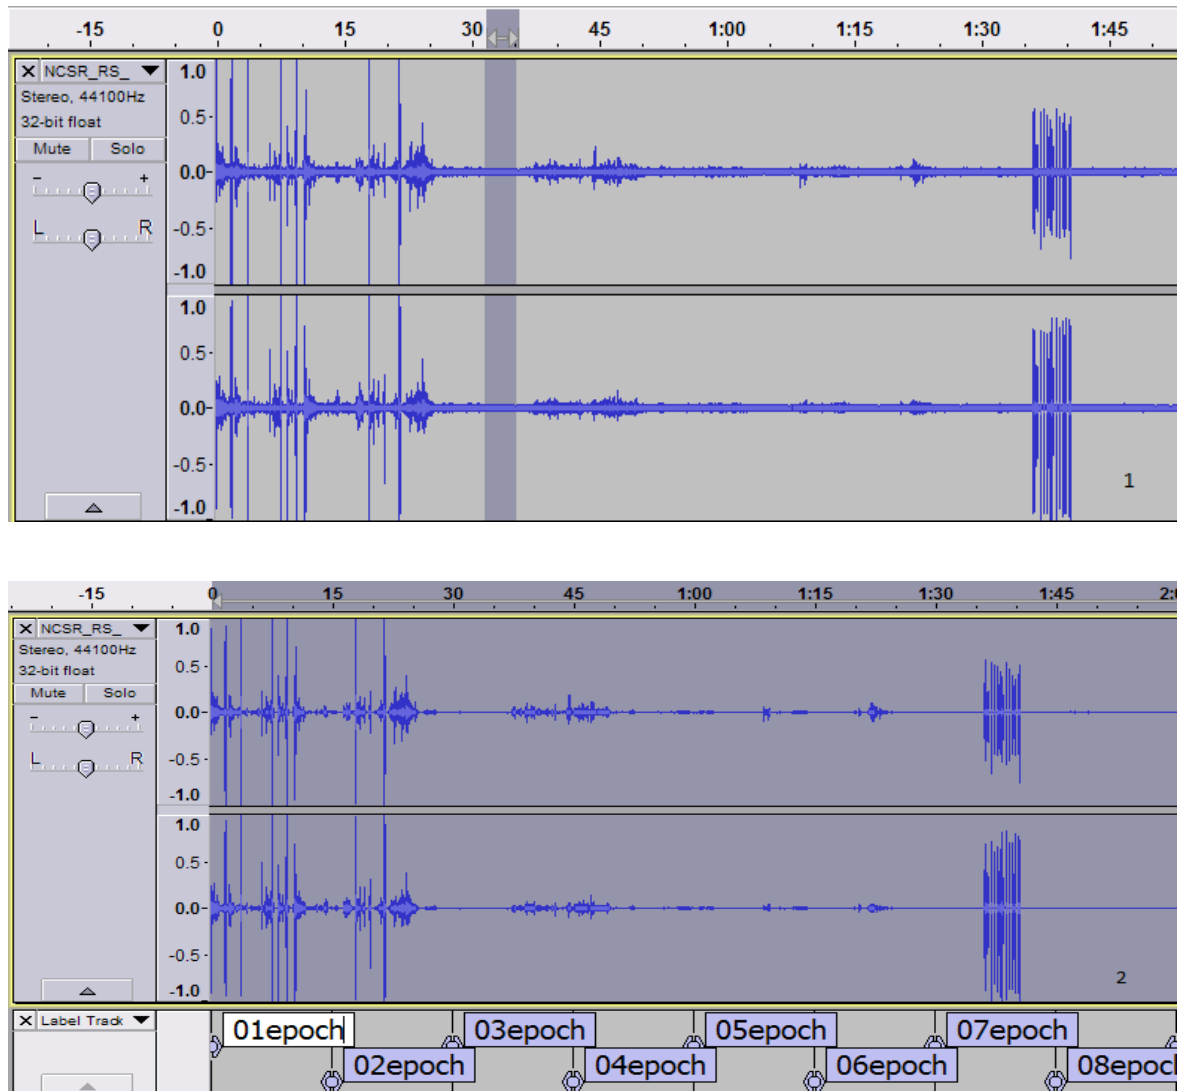 -15 0 15 30 45 1:00 1:15 1:30 1:45
X NCSR_RS_ 1.0
Stereo, 44100Hz
32-bit float 0.5-
Mute Solo
- + 0.0-
L R -0.5-
-1.0
1.0
0.5-
0.0-
-0.5-
1
-1.0
-15 0 15 30 45 1:00 1:15 1:30 1:45 2:0
X NCSR_RS_ 1.0
Stereo, 44100Hz
32-bit float 0.5-
Mute Solo
- + 0.0-
L R -0.5-
-1.0
1.0
0.5-
0.0-
-0.5-
2
-1.0
X Label Track 01epoch 03epoch 05epoch 07epoch
02epoch 04epoch 06epoch 08epoch